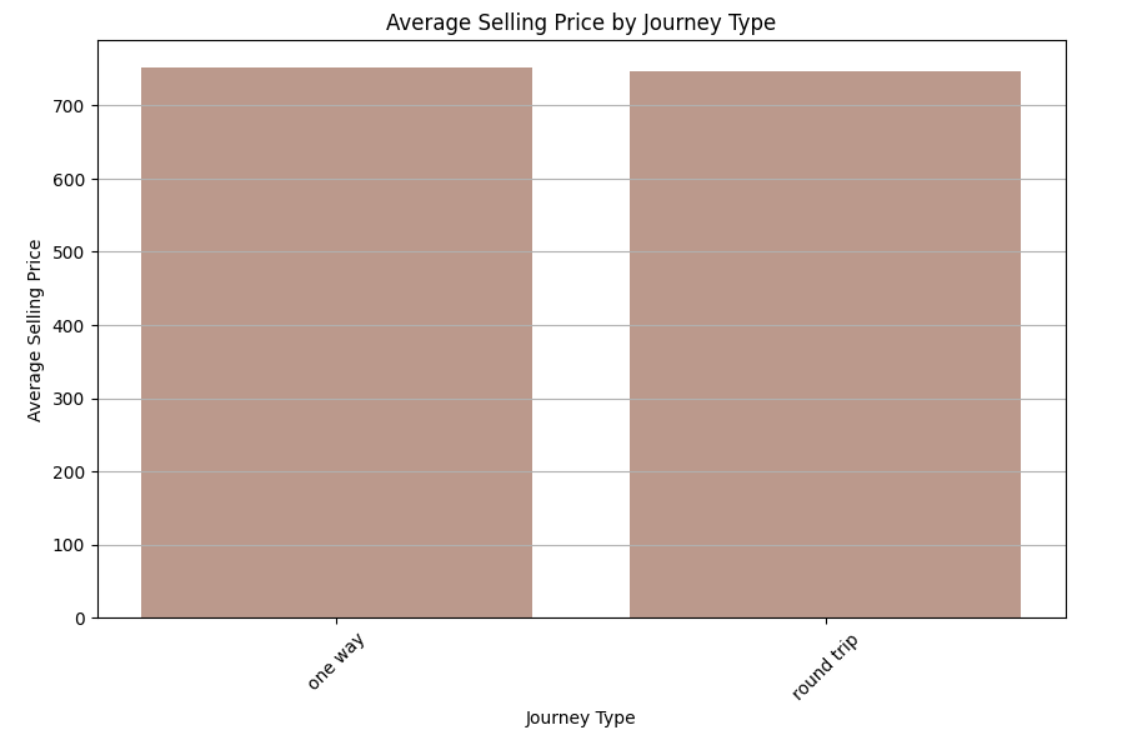 Average Selling Price by Journey Type
Average Selling Price
700
600
500
400
300
200
100
0
one way
round trip
Journey Type